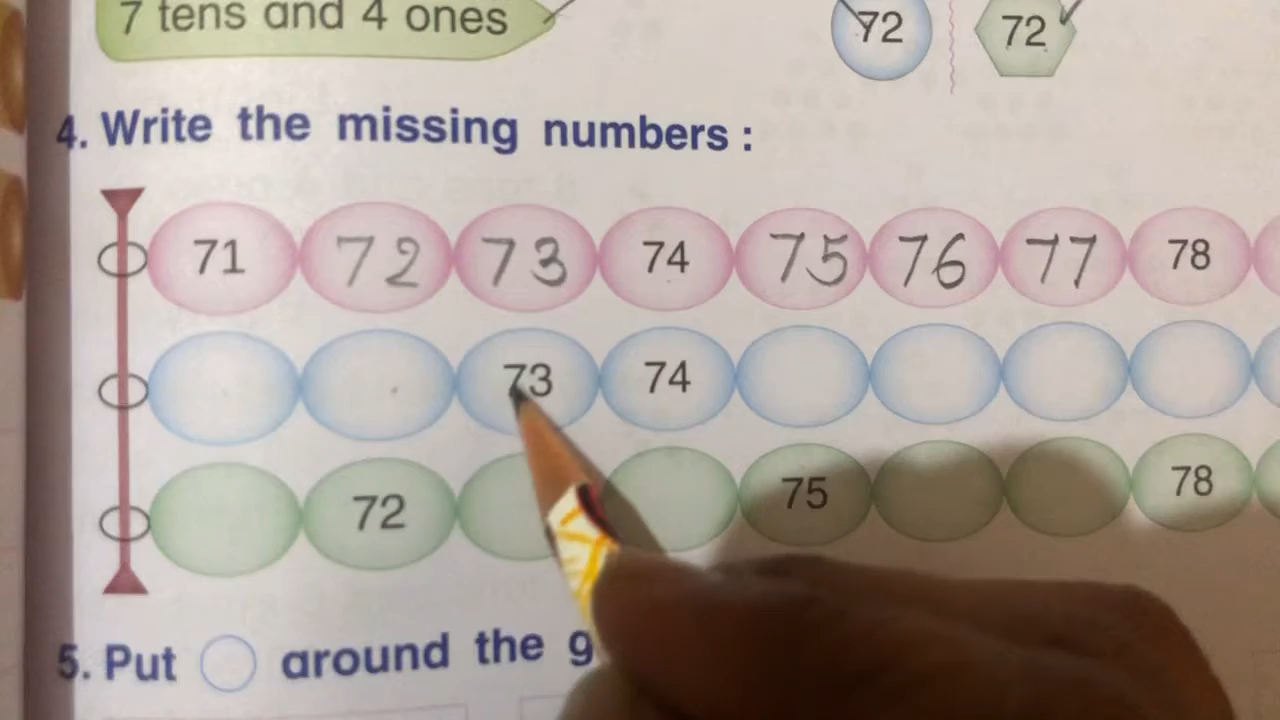 7 tens and 4 ones
72 72
4. Write the missing numbers :
71 72 73 74 75 76 77 78
73 74
72 75 78
5. Put around the